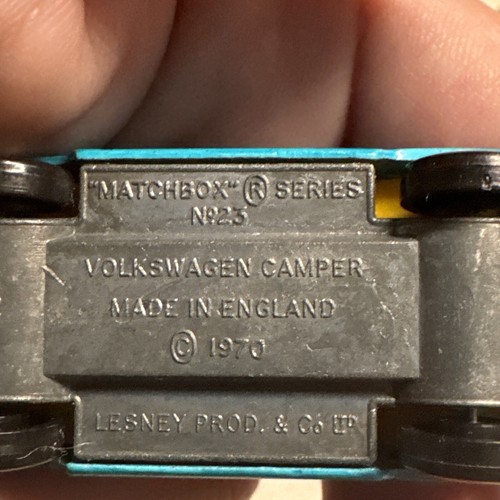 "MATCHBOX" ® SERIES
Nº23
VOLKSWAGEN CAMPER
MADE IN ENGLAND
© 1970
LESNEY PROD. & Cº LTD